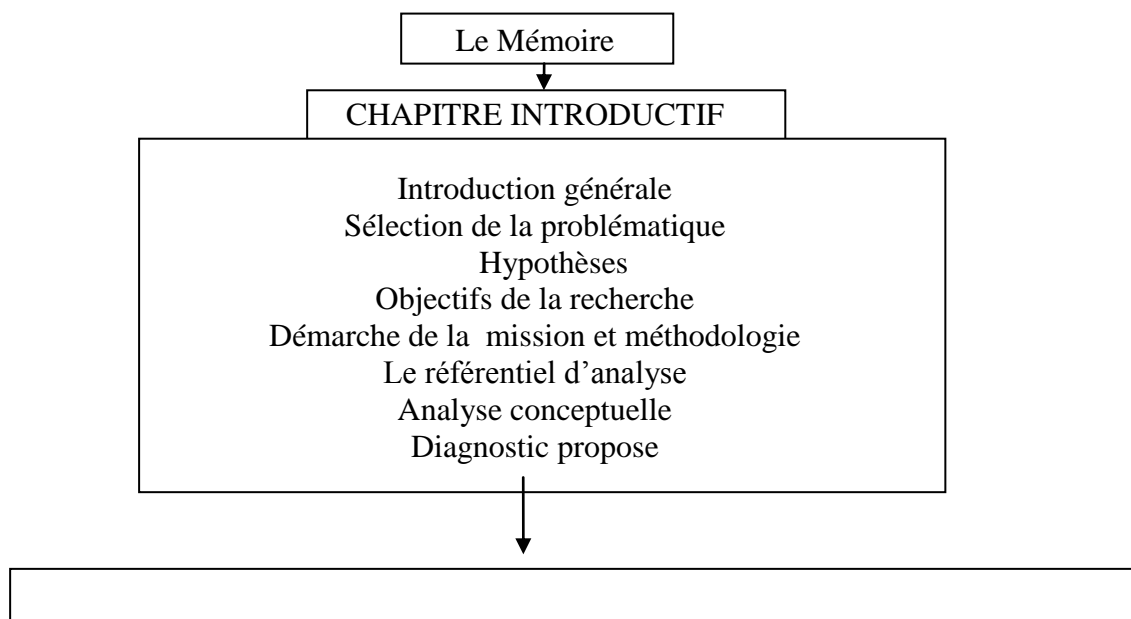 Le Mémoire
CHAPITRE INTRODUCTIF
Introduction générale
Sélection de la problématique
Hypothèses
Objectifs de la recherche
Démarche de la mission et méthodologie
Le référentiel d’analyse
Analyse conceptuelle
Diagnostic propose